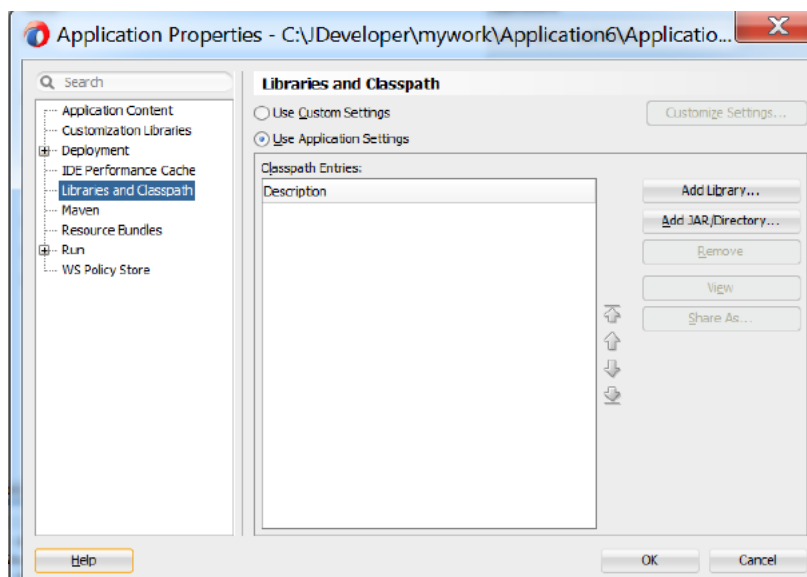 Application Properties - C:\JDeveloper\mywork\Application6\Applicatio...
Search
Application Content
Customization Libraries
Deployment
IDE Performance Cache
Libraries and Classpath
Maven
Resource Bundles
Run
WS Policy Store
Libraries and Classpath
Use Custom Settings
Customize Settings...
Use Application Settings
Classpath Entries:
Description
Add Library...
Add JAR/Directory...
Remove
View
Share As...
Help
OK
Cancel